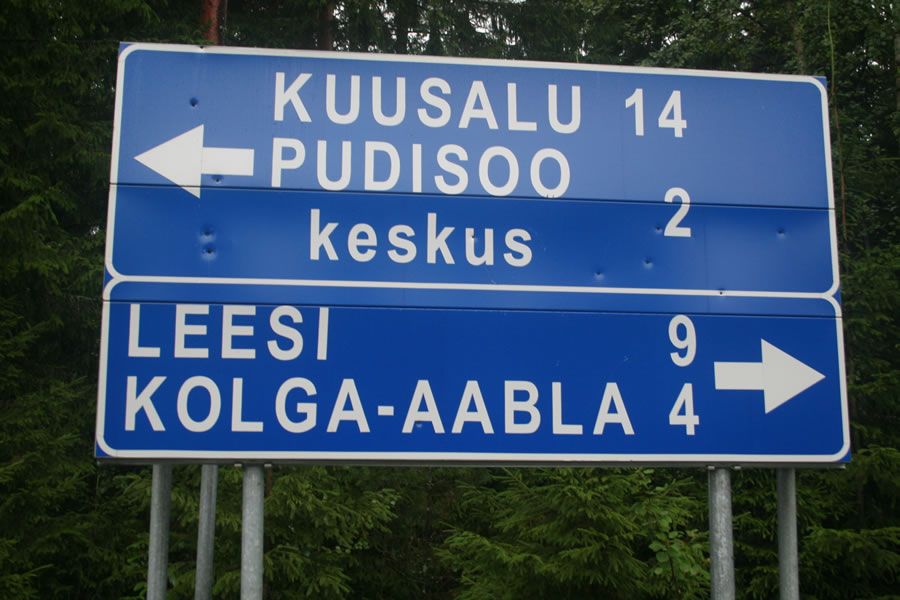 KUUSALU 14
PUDISOO
keskus 2
LEESI 9
KOLGA-AABLA 4